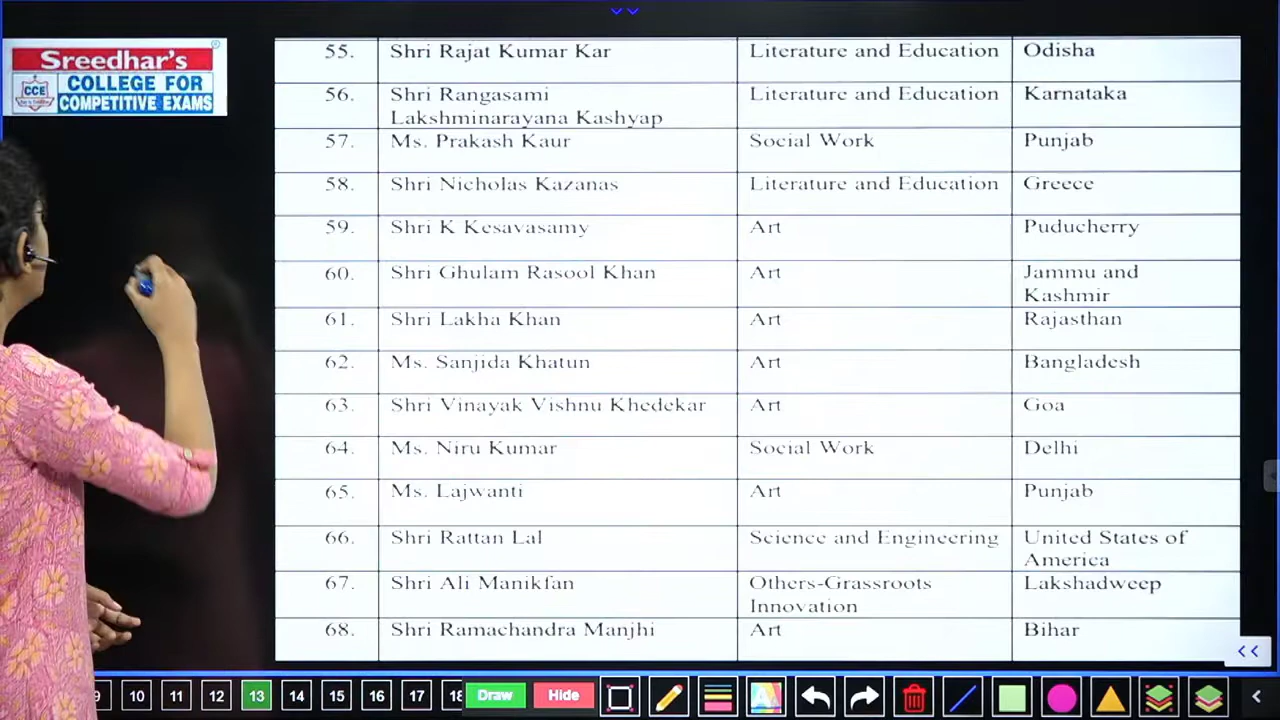 Sreedhar's
CCE
COLLEGE FOR
COMPETITIVE EXAMS
55. Shri Rajat Kumar Kar Literature and Education Odisha
56. Shri Rangasami Lakshminarayana Kashyap Literature and Education Karnataka
57. Ms. Prakash Kaur Social Work Punjab
58. Shri Nicholas Kazanas Literature and Education Greece
59. Shri K Kesavasamy Art Puducherry
60. Shri Ghulam Rasool Khan Art Jammu and Kashmir
61. Shri Lakha Khan Art Rajasthan
62. Ms. Sanjida Khatun Art Bangladesh
63. Shri Vinayak Vishnu Khedekar Art Goa
64. Ms. Niru Kumar Social Work Delhi
65. Ms. Lajwanti Art Punjab
66. Shri Rattan Lal Science and Engineering United States of America
67. Shri Ali Manikfan Others-Grassroots Innovation Lakshadweep
68. Shri Ramachandra Manjhi Art Bihar
9 10 11 12 13 14 15 16 17 18 Draw Hide